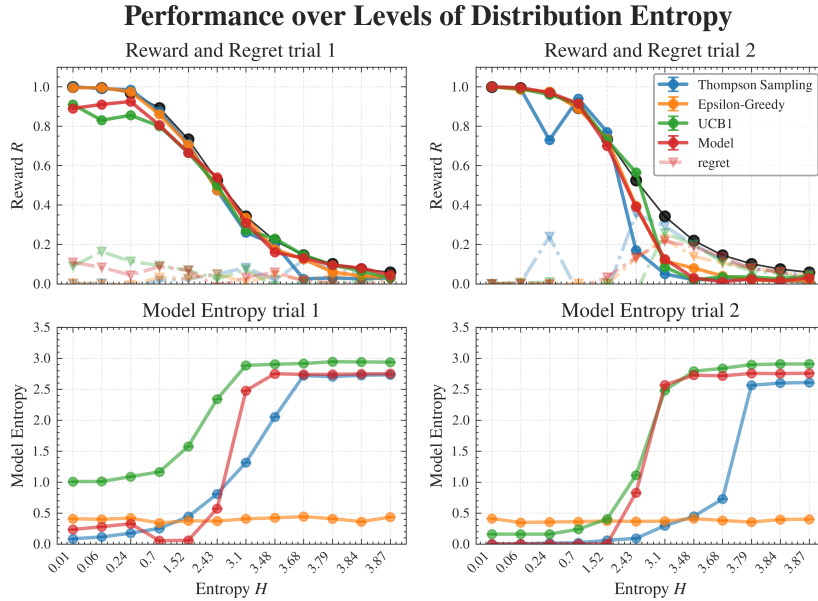 Performance over Levels of Distribution Entropy
Reward and Regret trial 1
Reward and Regret trial 2
Reward R
1.0
0.8
0.6
0.4
0.2
0.0
Reward R
1.0
0.8
0.6
0.4
0.2
0.0
Thompson Sampling
Epsilon-Greedy
UCB1
Model
regret
Model Entropy trial 1
Model Entropy trial 2
Model Entropy
3.5
3.0
2.5
2.0
1.5
1.0
0.5
0.0
Model Entropy
3.5
3.0
2.5
2.0
1.5
1.0
0.5
0.0
0.01 0.06 0.24 0.7 1.52 2.43 3.1 3.48 3.68 3.79 3.84 3.87
0.01 0.06 0.24 0.7 1.52 2.43 3.1 3.48 3.68 3.79 3.84 3.87
Entropy H
Entropy H